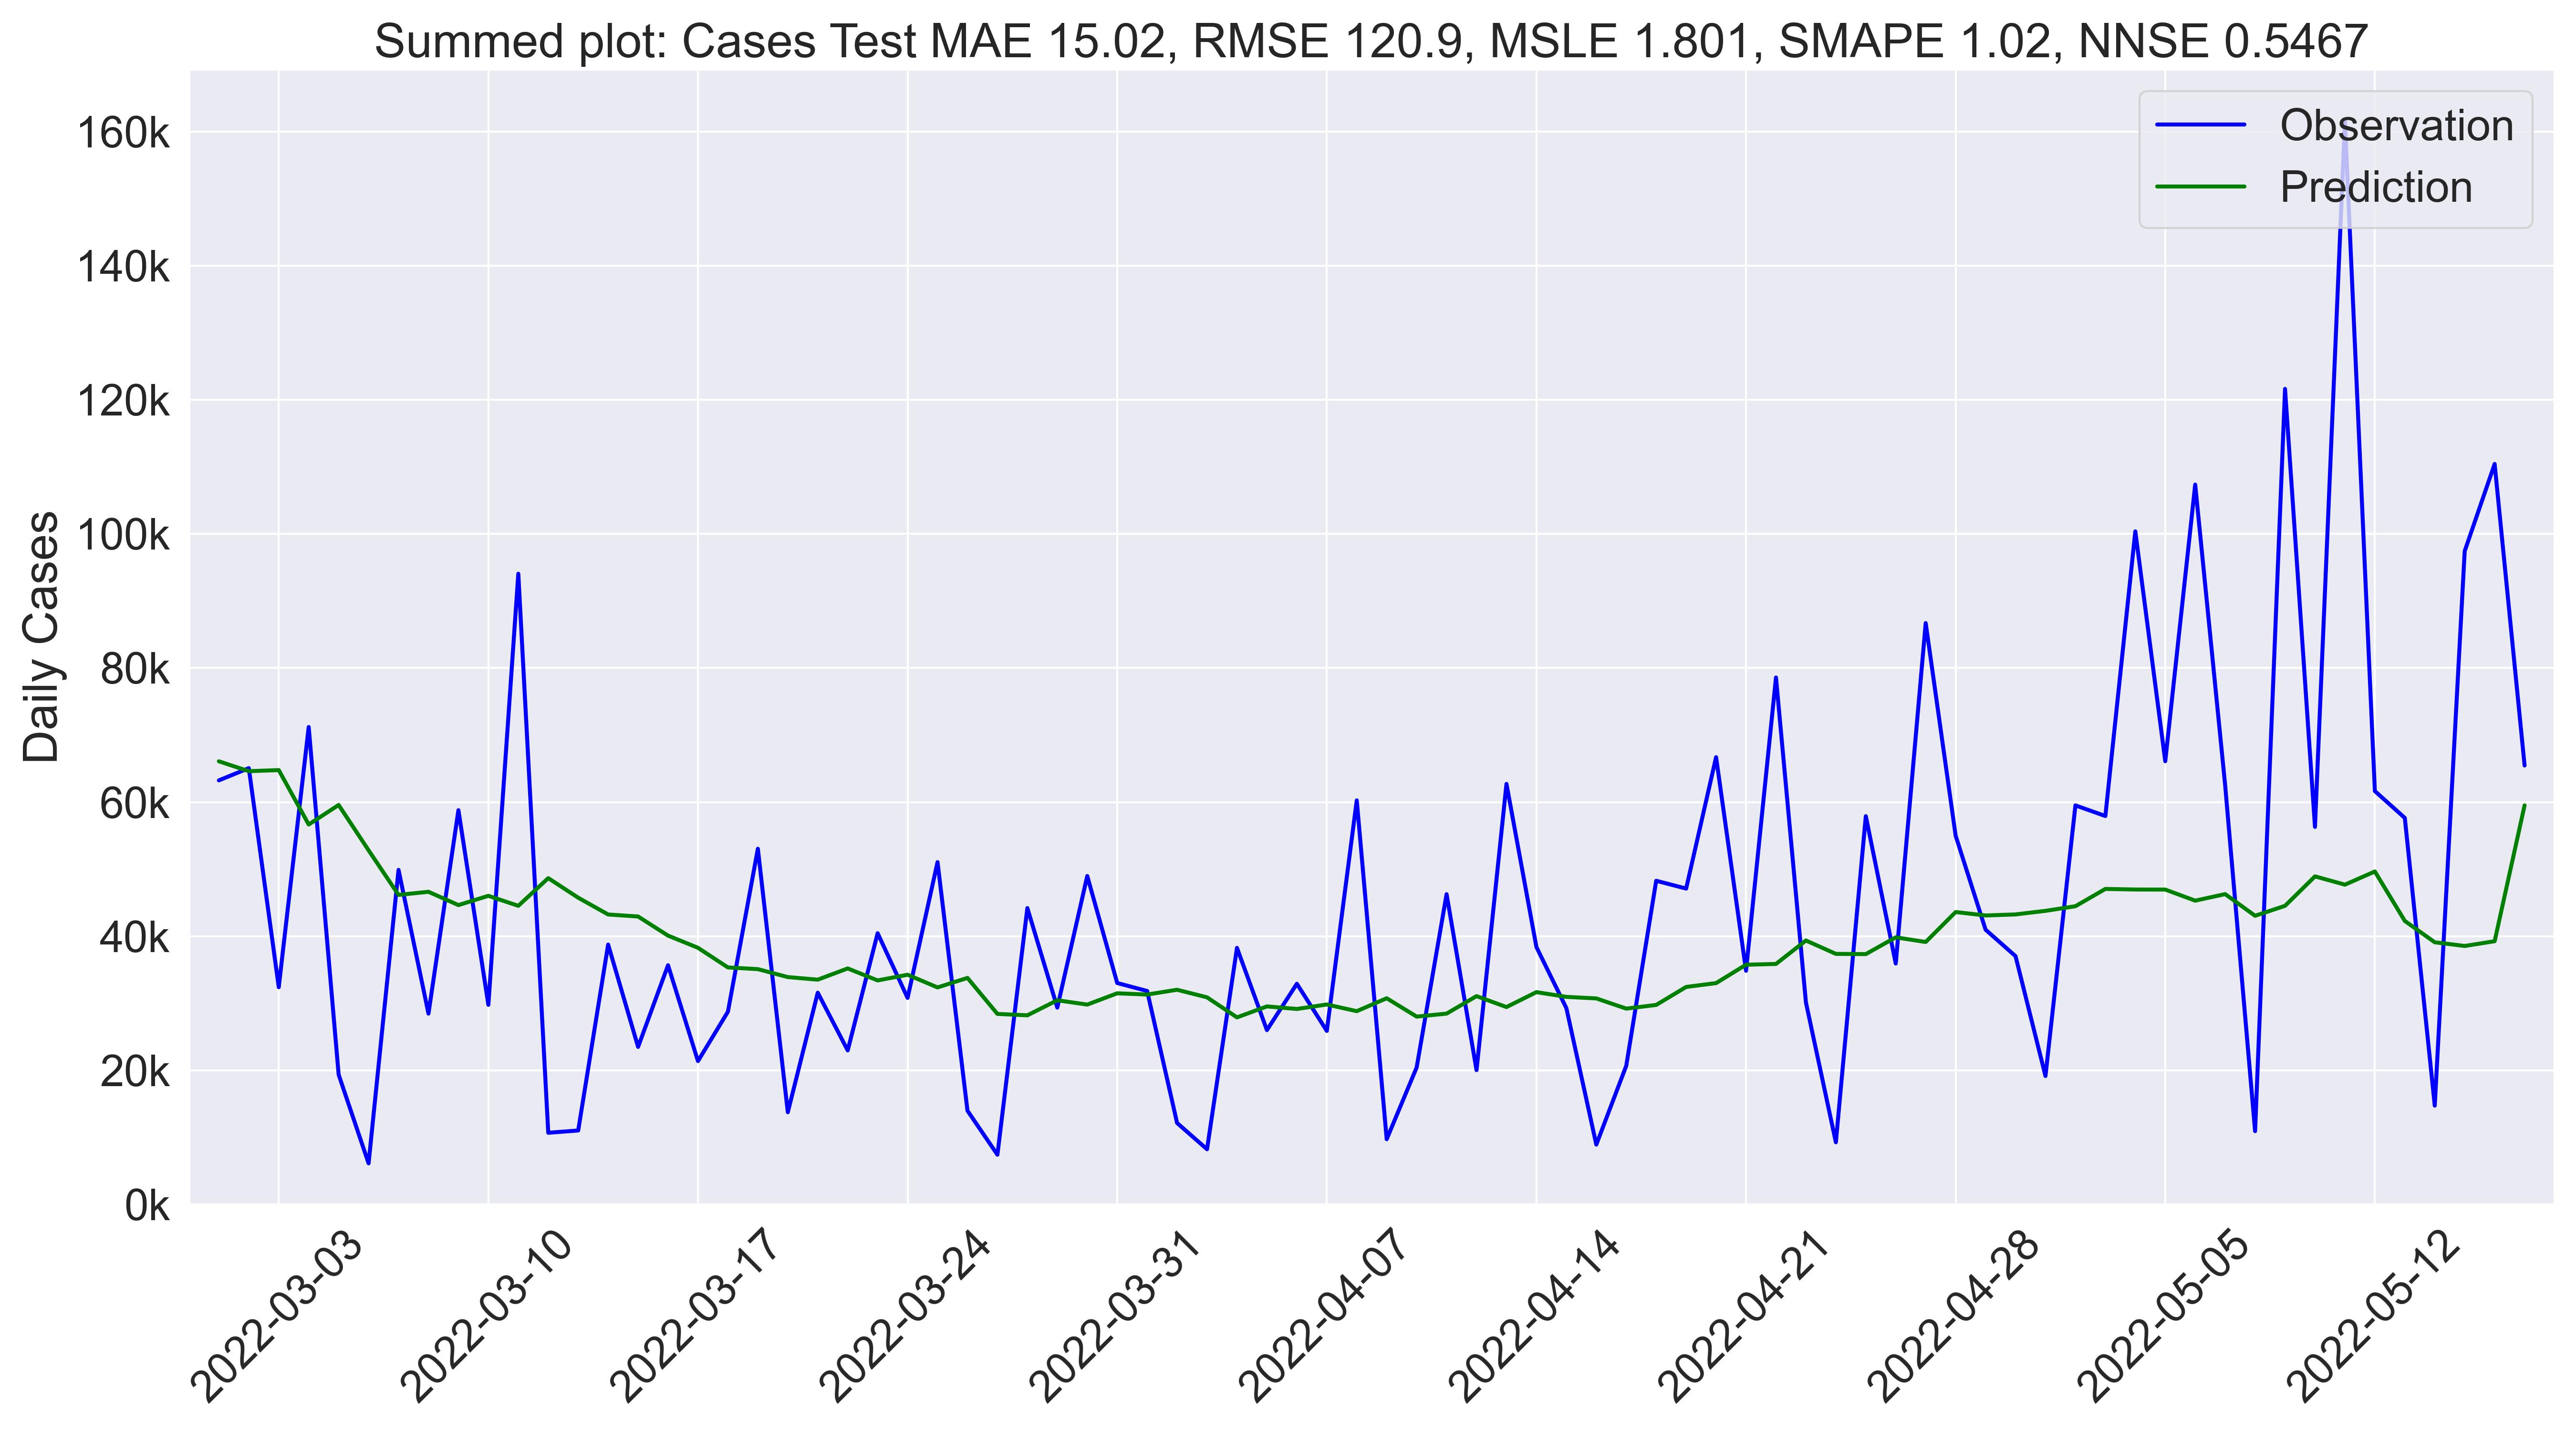 Summed plot: Cases Test MAE 15.02, RMSE 120.9, MSLE 1.801, SMAPE 1.02, NNSE 0.5467
Observation
Prediction
Daily Cases
160k
140k
120k
100k
80k
60k
40k
20k
0k
2022-03-03
2022-03-10
2022-03-17
2022-03-24
2022-03-31
2022-04-07
2022-04-14
2022-04-21
2022-04-28
2022-05-05
2022-05-12